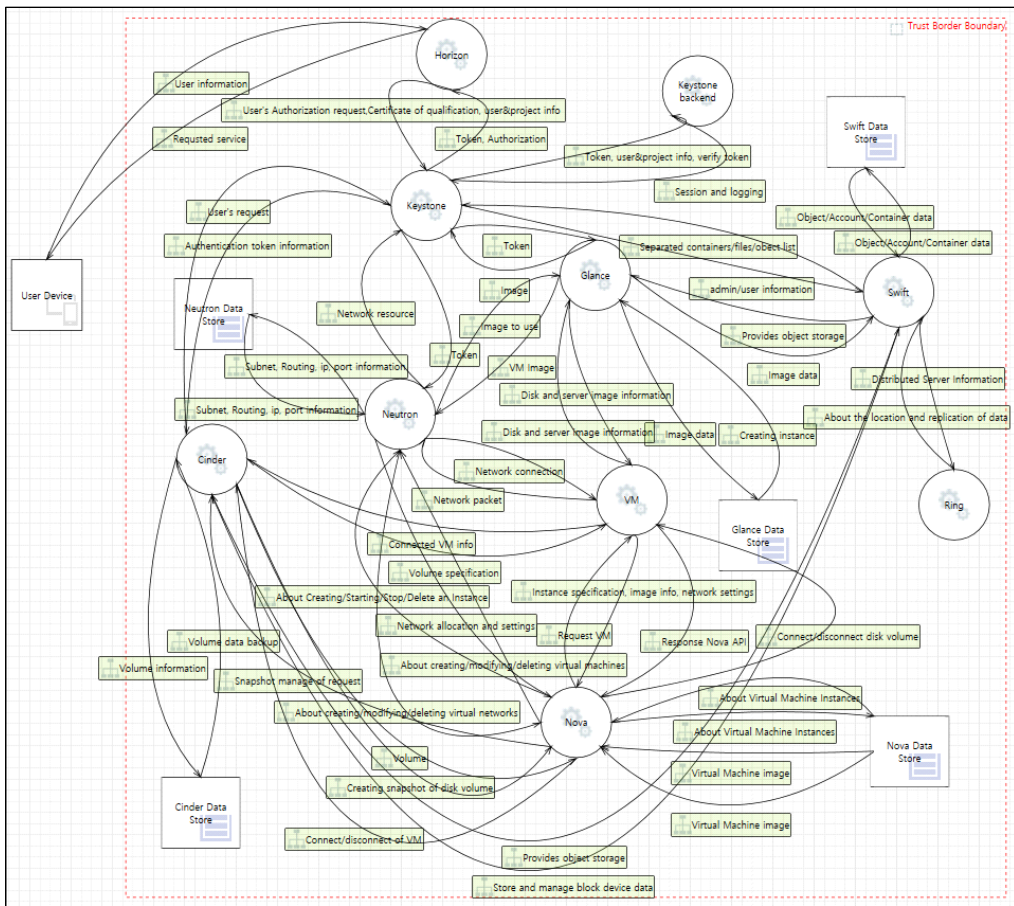 Trust Border Boundary
Horizon
User information
Keystone
backend
User's Authorization request,Certificate of qualification, user&project info
Swift Data
Store
Requsted service
Token, Authorization
Token, user&project info, verify token
Session and logging
Keystone
User's request
Object/Account/Container data
Authentication token information
Token
Separated containers/files/obect list
Object/Account/Container data
Glance
User Device
Image
admin/user information
Swift
Neutron Data
Store
Network resource
Image to use
Provides object storage
Token
Subnet, Routing, ip, port information
VM Image
Image data
Distributed Server Information
Disk and server image information
Subnet, Routing, ip, port information
Neutron
About the location and replication of data
Disk and server image information
Image data
Creating instance
Cinder
Network connection
Network packet
VM
Ring
Glance Data
Store
Connected VM info
Volume specification
About Creating/Starting/Stop/Delete an Instance
Instance specification, image info, network settings
Network allocation and settings
Volume data backup
Request VM
Response Nova API
Connect/disconnect disk volume
Volume information
About creating/modifying/deleting virtual machines
Snapshot manage of request
About Virtual Machine Instances
About creating/modifying/deleting virtual networks
Nova
About Virtual Machine Instances
Nova Data
Store
Volume
Virtual Machine image
Creating snapshot of disk volume
Cinder Data
Store
Virtual Machine image
Connect/disconnect of VM
Provides object storage
Store and manage block device data